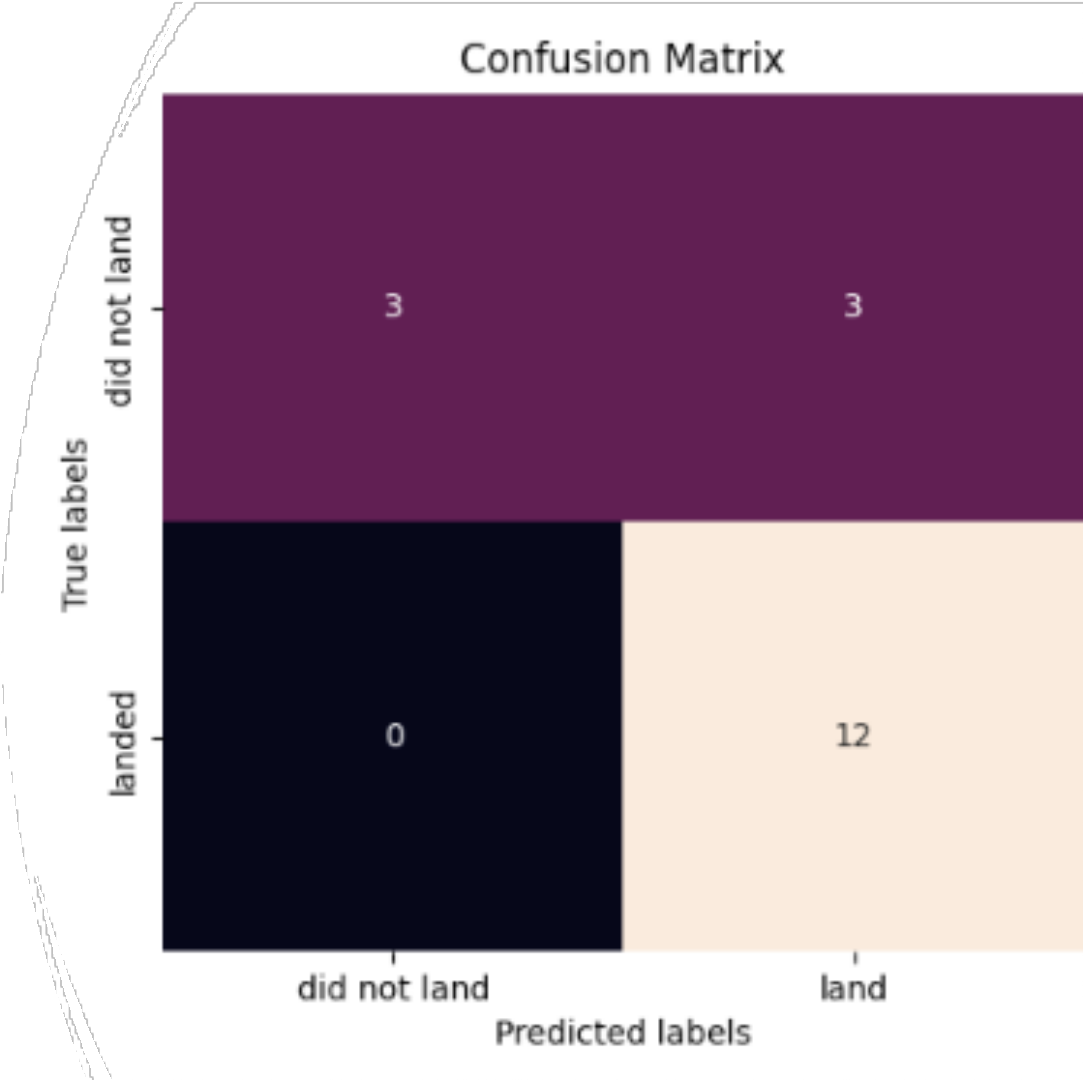 Confusion Matrix
did not land
3
3
True labels
landed
0
12
did not land
land
Predicted labels